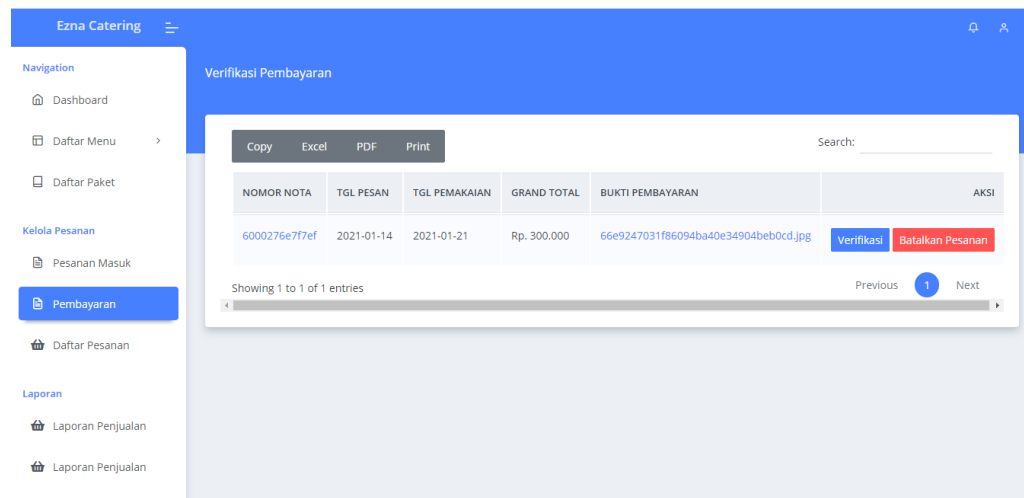 Ezna Catering
Navigation
Dashboard
Daftar Menu
Daftar Paket
Kelola Pesanan
Pesanan Masuk
Pembayaran
Daftar Pesanan
Laporan
Laporan Penjualan
Laporan Penjualan
Verifikasi Pembayaran
Copy Excel PDF Print
Search:
NOMOR NOTA TGL PESAN TGL PEMAKAIAN GRAND TOTAL BUKTI PEMBAYARAN AKSI
6000276e7f7ef 2021-01-14 2021-01-21 Rp. 300.000 66e9247031f86094ba40e34904beb0cd.jpg Verifikasi Batalkan Pesanan
Showing 1 to 1 of 1 entries
Previous 1 Next